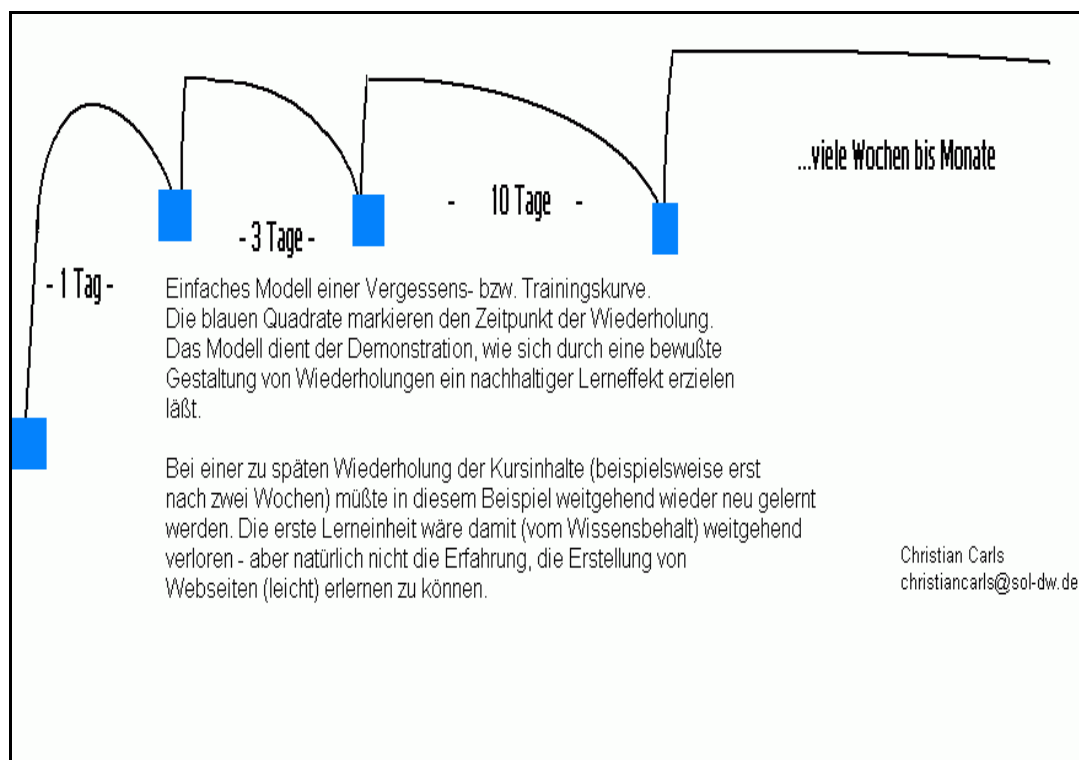 ...viele Wochen bis Monate
- 10 Tage -
- 3 Tage -
- 1 Tag -
Einfaches Modell einer Vergessens- bzw. Trainingskurve.
Die blauen Quadrate markieren den Zeitpunkt der Wiederholung.
Das Modell dient der Demonstration, wie sich durch eine bewußte
Gestaltung von Wiederholungen ein nachhaltiger Lerneffekt erzielen
läßt.
Bei einer zu späten Wiederholung der Kursinhalte (beispielsweise erst
nach zwei Wochen) müßte in diesem Beispiel weitgehend wieder neu gelernt
werden. Die erste Lerneinheit wäre damit (vom Wissensbehalt) weitgehend
verloren - aber natürlich nicht die Erfahrung, die Erstellung von
Webseiten (leicht) erlernen zu können.
Christian Carls
christiancarls@sol-dw.de